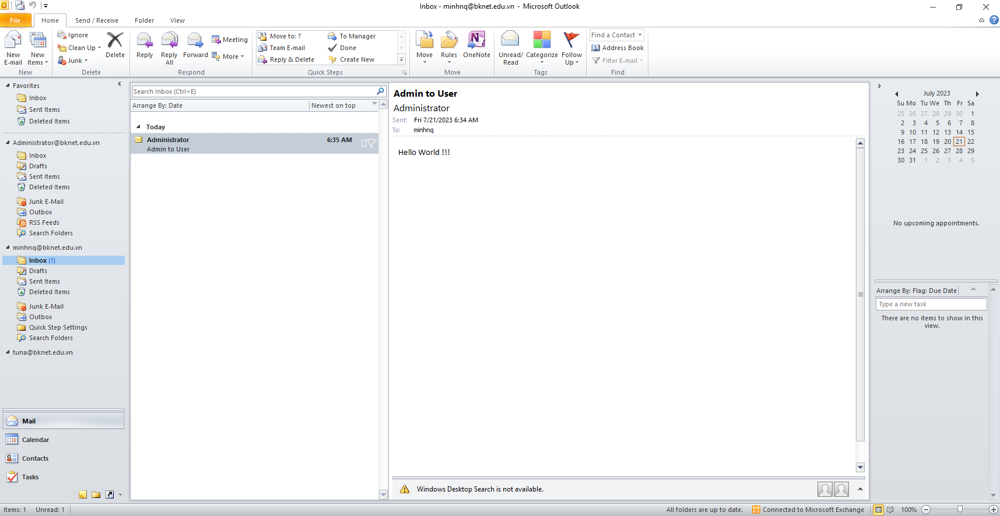 Inbox - minhnq@bknet.edu.vn - Microsoft Outlook
File Home Send / Receive Folder View
New E-mail
New Items
New
Ignore
Clean Up
Junk
Delete
Delete
Reply
Reply All
Forward
Meeting
More
Respond
Move to: ?
Team E-mail
Reply & Delete
To Manager
Done
Create New
Quick Steps
Move
Rules
OneNote
Move
Unread/ Read
Categorize
Follow Up
Tags
Find a Contact
Address Book
Filter E-mail
Find
Favorites
Inbox
Sent Items
Deleted Items
Administrator@bknet.edu.vn
Inbox
Drafts
Sent Items
Deleted Items
Junk E-Mail
Outbox
RSS Feeds
Search Folders
minhnq@bknet.edu.vn
Inbox (1)
Drafts
Sent Items
Deleted Items
Junk E-Mail
Outbox
Quick Step Settings
Search Folders
tuna@bknet.edu.vn
Mail
Calendar
Contacts
Tasks
Search Inbox (Ctrl+E)
Arrange By: Date Newest on top
Today
Administrator 6:35 AM
Admin to User
Admin to User
Administrator
Sent: Fri 7/21/2023 6:34 AM
To: minhnq
Hello World !!!
Windows Desktop Search is not available.
July 2023
Su Mo Tu We Th Fr Sa
25 26 27 28 29 30 1
2 3 4 5 6 7 8
9 10 11 12 13 14 15
16 17 18 19 20 21 22
23 24 25 26 27 28 29
30 31 1 2 3 4 5
No upcoming appointments.
Arrange By: Flag: Due Date
Type a new task
There are no items to show in this
view.
Items: 1 Unread: 1 All folders are up to date. Connected to Microsoft Exchange 100%